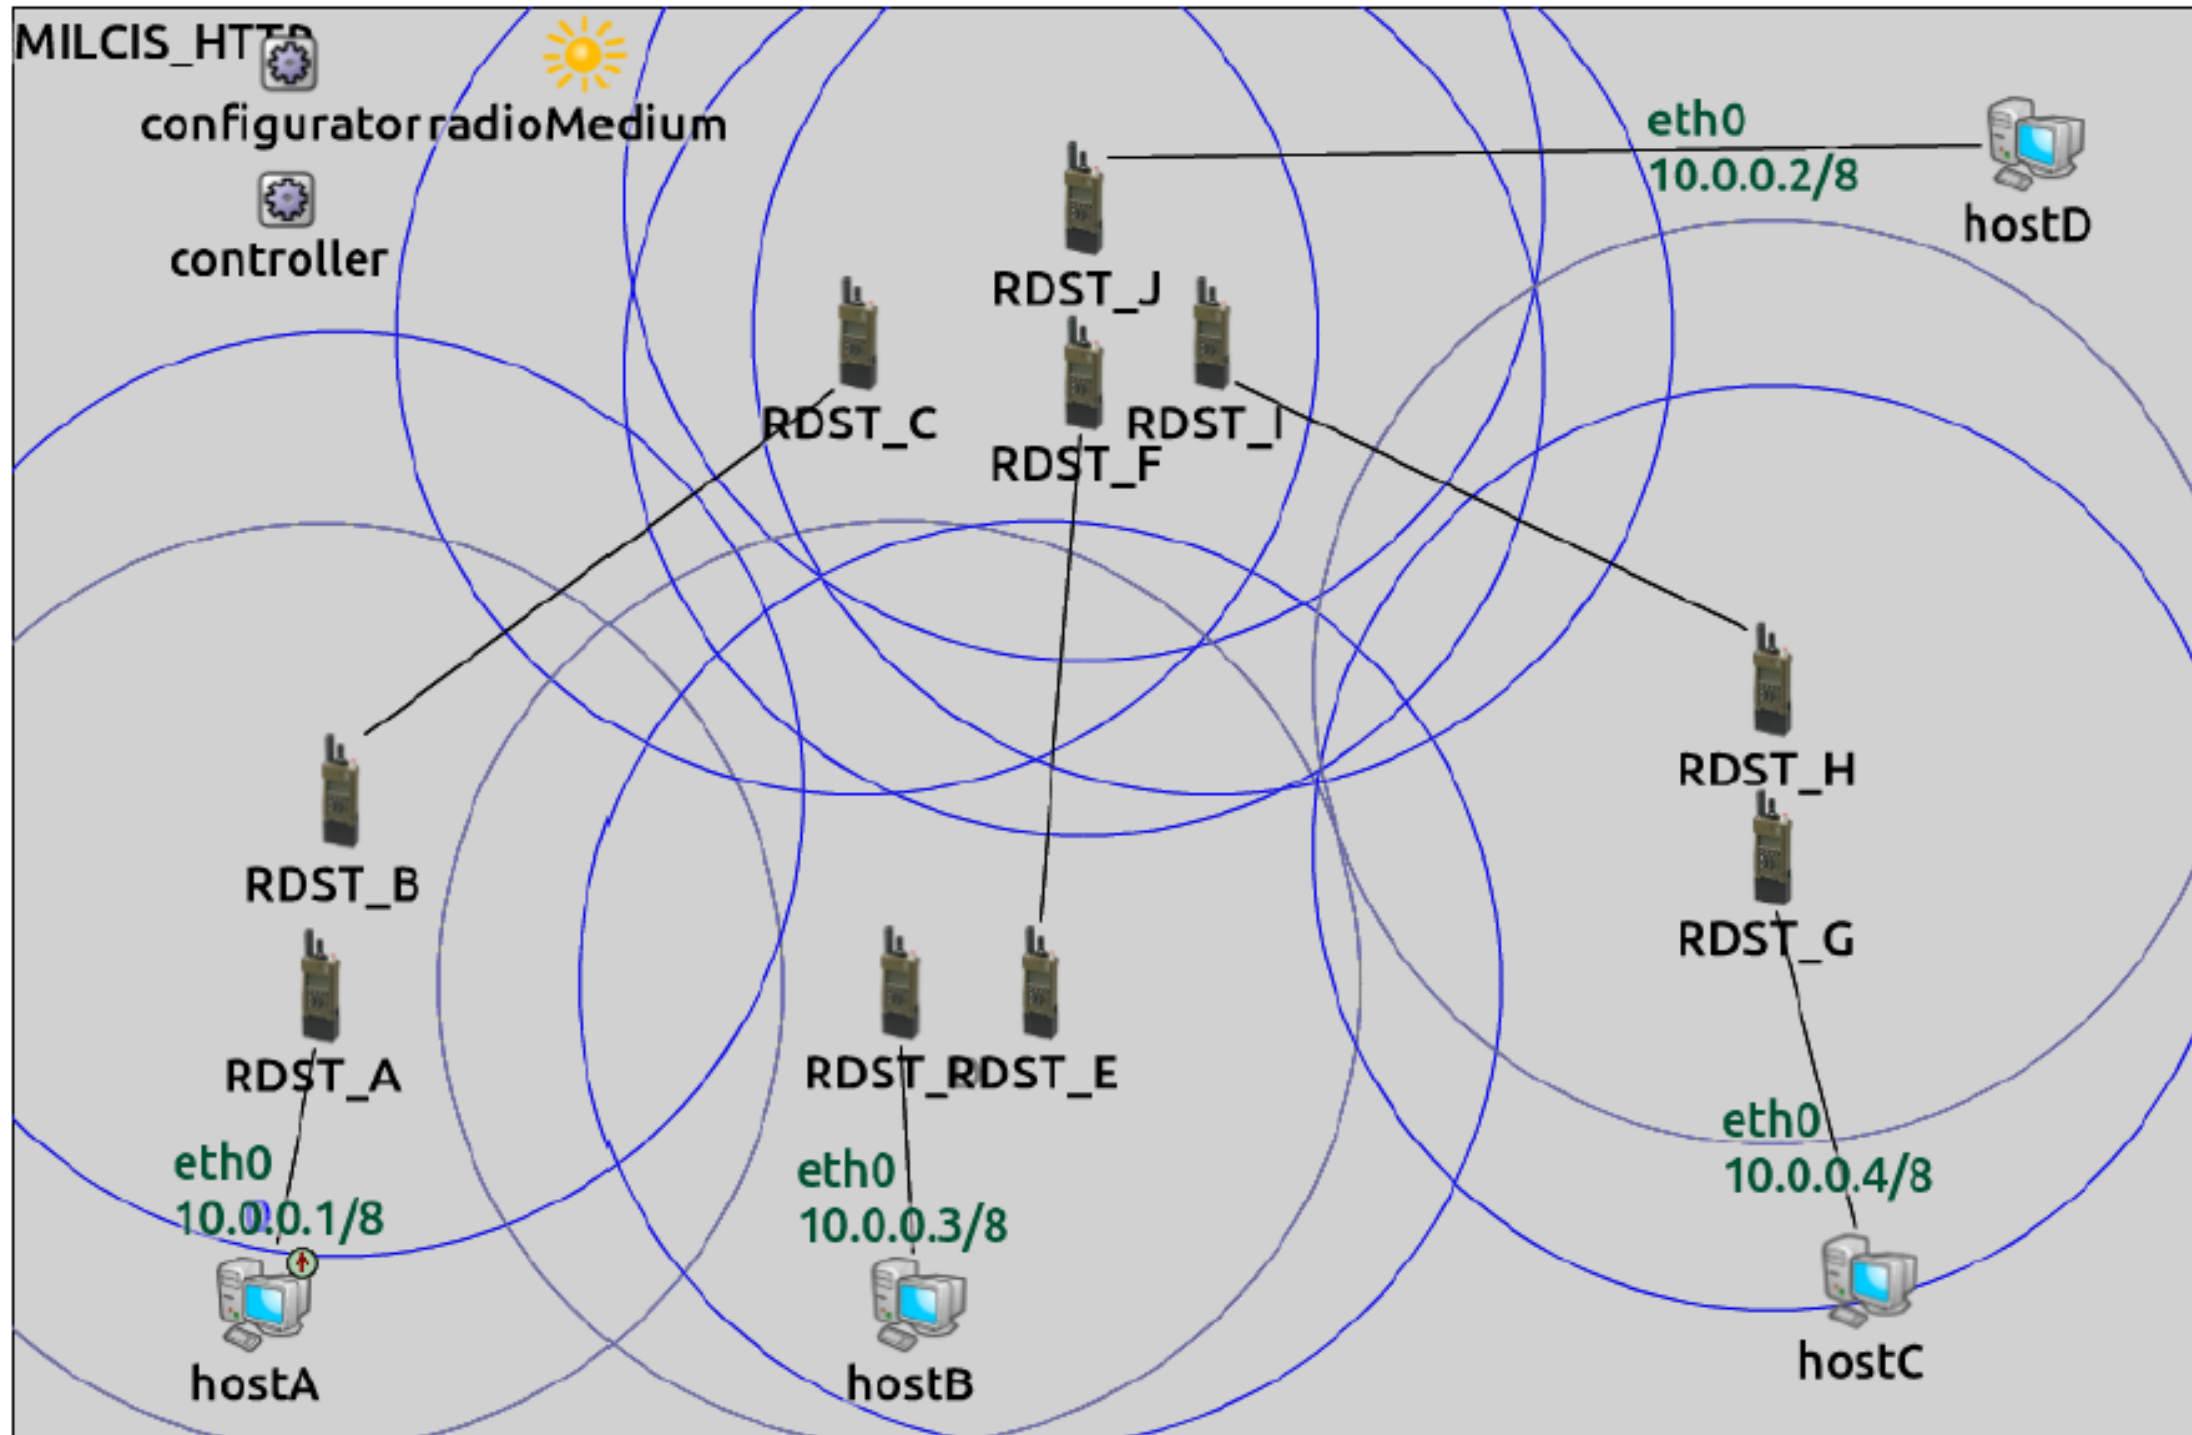 MILCIS_HTTP
configurator
radioMedium
controller
eth0
10.0.0.2/8
hostD
RDST_J
RDST_C
RDST_I
RDST_F
RDST_H
RDST_B
RDST_G
RDST_A
RDST_D
RDST_E
eth0
10.0.0.1/8
eth0
10.0.0.3/8
eth0
10.0.0.4/8
hostA
hostB
hostC